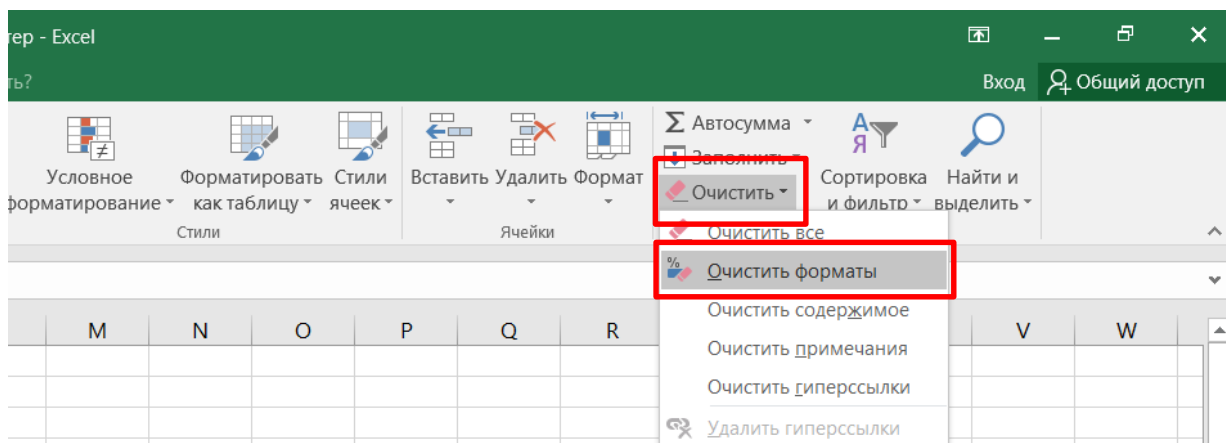 тер - Excel
ть?
Вход Общий доступ
Условное
форматирование
Форматировать
как таблицу
Стили
ячеек
Стили
Вставить Удалить Формат
Ячейки
Σ Автосумма
Заполнить
Очистить
Сортировка
и фильтр
Найти и
выделить
Очистить все
Очистить форматы
Очистить содержимое
Очистить примечания
Очистить гиперссылки
Удалить гиперссылки
M N O P Q R V W